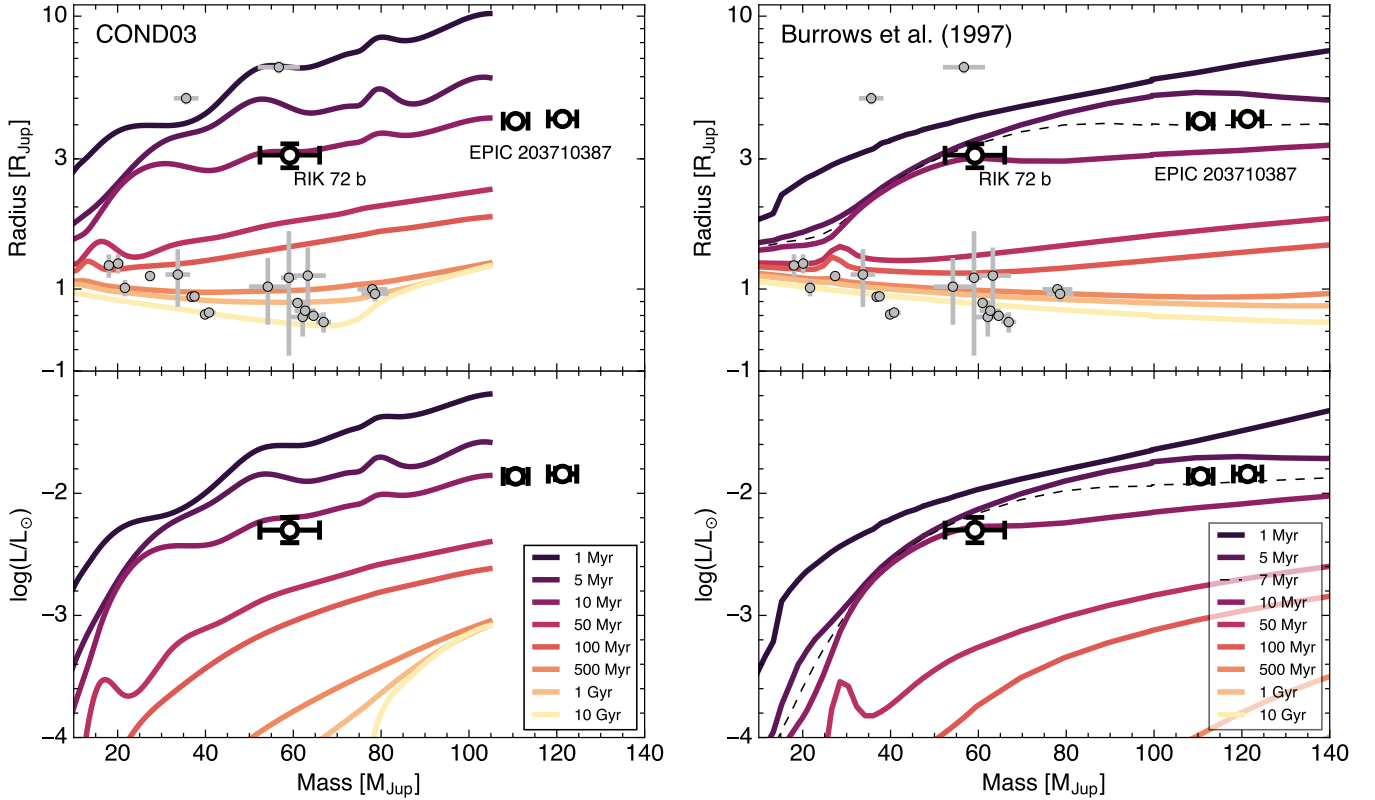 COND03
Burrows et al. (1997)
10
3
1
−1
Radius [R_Jup]
EPIC 203710387
RIK 72 b
10
3
1
−1
Radius [R_Jup]
EPIC 203710387
RIK 72 b
−2
−3
−4
log(L/L☉)
1 Myr
5 Myr
10 Myr
50 Myr
100 Myr
500 Myr
1 Gyr
10 Gyr
20 40 60 80 100 120 140
Mass [M_Jup]
−2
−3
−4
log(L/L☉)
1 Myr
5 Myr
7 Myr
10 Myr
50 Myr
100 Myr
500 Myr
1 Gyr
10 Gyr
20 40 60 80 100 120 140
Mass [M_Jup]